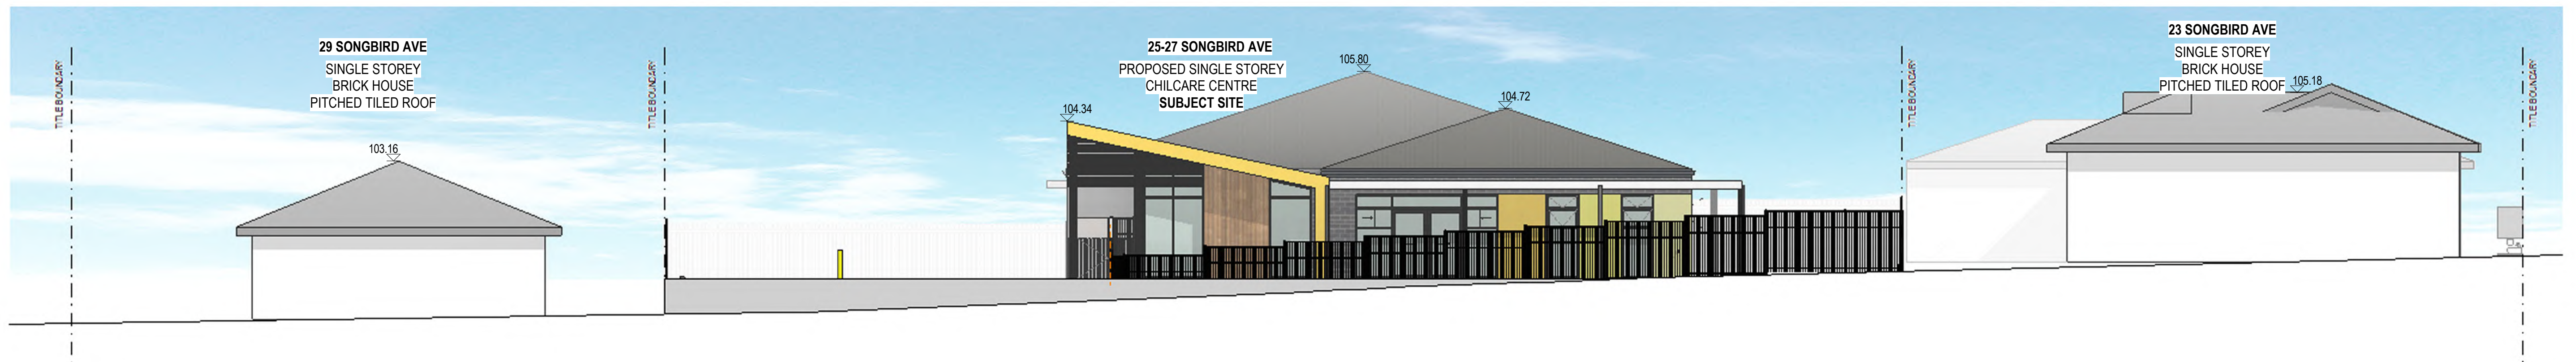 TITLE BOUNDARY
29 SONGBIRD AVE
SINGLE STOREY
BRICK HOUSE
PITCHED TILED ROOF
103.16
TITLE BOUNDARY
25-27 SONGBIRD AVE
PROPOSED SINGLE STOREY
CHILCARE CENTRE
SUBJECT SITE
104.34
105.80
104.72
TITLE BOUNDARY
23 SONGBIRD AVE
SINGLE STOREY
BRICK HOUSE
PITCHED TILED ROOF
105.18
TITLE BOUNDARY